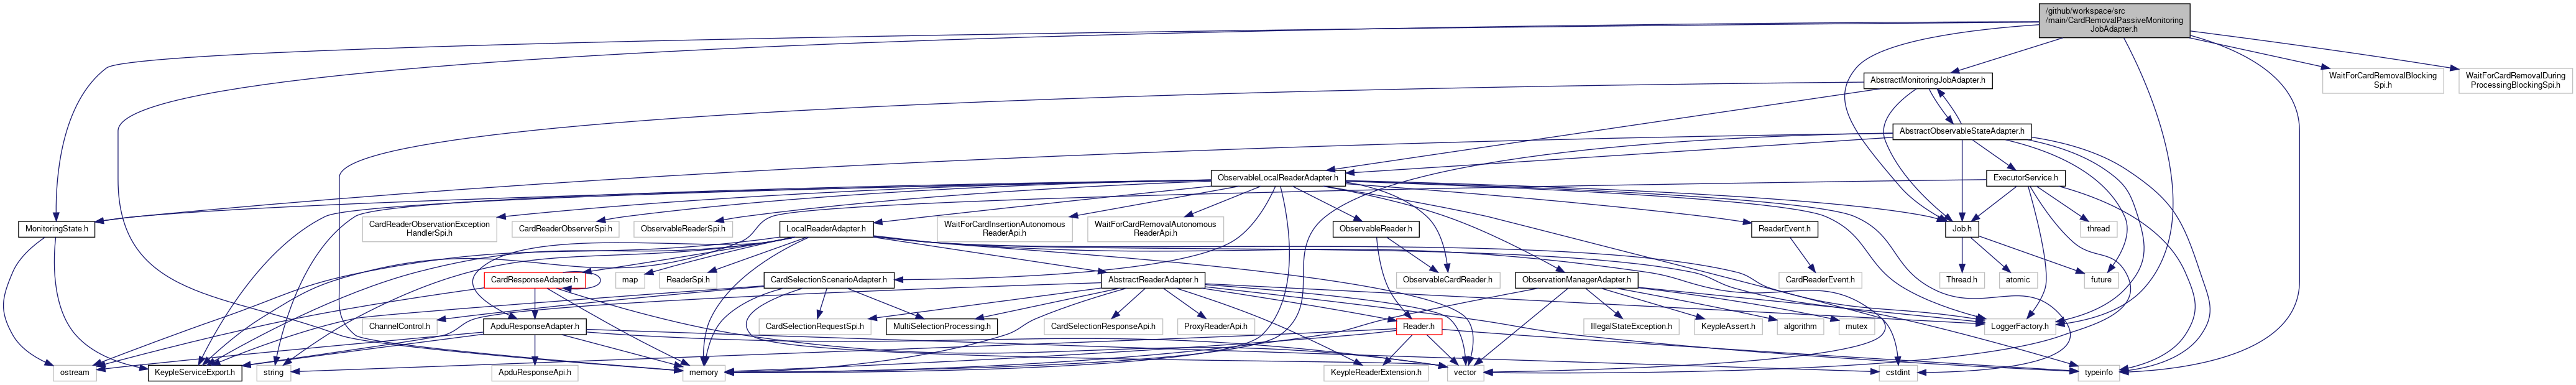 /github/workspace/src
/main/CardRemovalPassiveMonitoring
JobAdapter.h
AbstractMonitoringJobAdapter.h
WaitForCardRemovalBlocking
Spi.h
WaitForCardRemovalDuring
ProcessingBlockingSpi.h
AbstractObservableStateAdapter.h
ObservableLocalReaderAdapter.h
ExecutorService.h
MonitoringState.h
CardReaderObservationException
HandlerSpi.h
CardReaderObserverSpi.h
ObservableReaderSpi.h
LocalReaderAdapter.h
WaitForCardInsertionAutonomous
ReaderApi.h
WaitForCardRemovalAutonomous
ReaderApi.h
ObservableReader.h
ReaderEvent.h
Job.h
thread
CardResponseAdapter.h
map
ReaderSpi.h
CardSelectionScenarioAdapter.h
AbstractReaderAdapter.h
ObservableCardReader.h
ObservationManagerAdapter.h
CardReaderEvent.h
Thread.h
atomic
future
ChannelControl.h
ApduResponseAdapter.h
CardSelectionRequestSpi.h
MultiSelectionProcessing.h
CardSelectionResponseApi.h
ProxyReaderApi.h
Reader.h
IllegalStateException.h
KeypleAssert.h
algorithm
mutex
LoggerFactory.h
ostream
KeypleServiceExport.h
string
ApduResponseApi.h
memory
KeypleReaderExtension.h
vector
cstdint
typeinfo